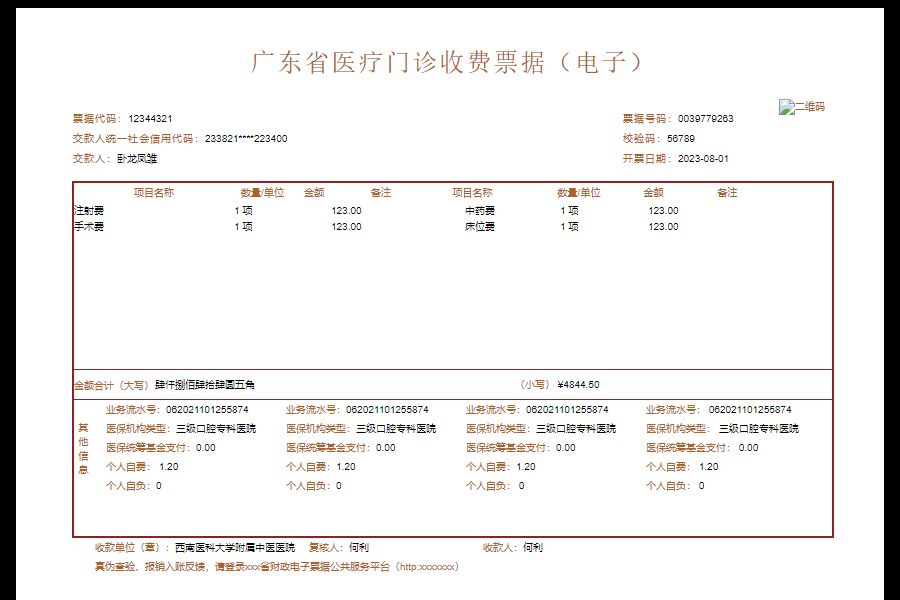 广东省医疗门诊收费票据（电子）
二维码
票据代码：12344321 票据号码：0039779263
交款人统一社会信用代码：233821****223400 校验码：56789
交款人：卧龙凤雏 开票日期：2023-08-01
项目名称 数量/单位 金额 备注 项目名称 数量/单位 金额 备注
注射费 1 项 123.00 中药费 1 项 123.00
手术费 1 项 123.00 床位费 1 项 123.00
金额合计（大写）肆仟捌佰肆拾肆圆五角 （小写）¥4844.50
其他信息
业务流水号：062021101255874 业务流水号：062021101255874 业务流水号：062021101255874 业务流水号：062021101255874
医保机构类型：三级口腔专科医院 医保机构类型：三级口腔专科医院 医保机构类型：三级口腔专科医院 医保机构类型：三级口腔专科医院
医保统筹基金支付：0.00 医保统筹基金支付：0.00 医保统筹基金支付：0.00 医保统筹基金支付：0.00
个人自费：1.20 个人自费：1.20 个人自费：1.20 个人自费：1.20
个人自负：0 个人自负：0 个人自负：0 个人自负：0
收款单位（章）：西南医科大学附属中医医院 复核人：何利 收款人：何利
真伪查验、报销入账反馈，请登录xxx省财政电子票据公共服务平台（http:xxxxxxx）